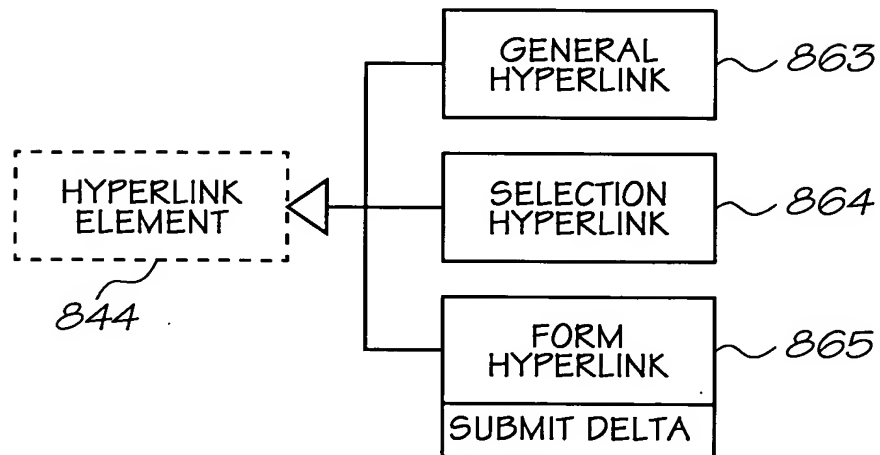 GENERAL
HYPERLINK
863
HYPERLINK
ELEMENT
844
SELECTION
HYPERLINK
864
FORM
HYPERLINK
865
SUBMIT DELTA